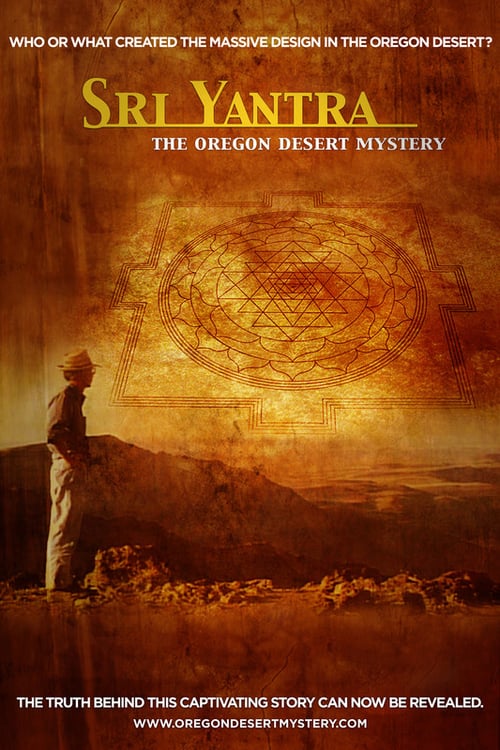 WHO OR WHAT CREATED THE MASSIVE DESIGN IN THE OREGON DESERT?
SRI YANTRA
THE OREGON DESERT MYSTERY
THE TRUTH BEHIND THIS CAPTIVATING STORY CAN NOW BE REVEALED.
WWW.OREGONDESERTMYSTERY.COM